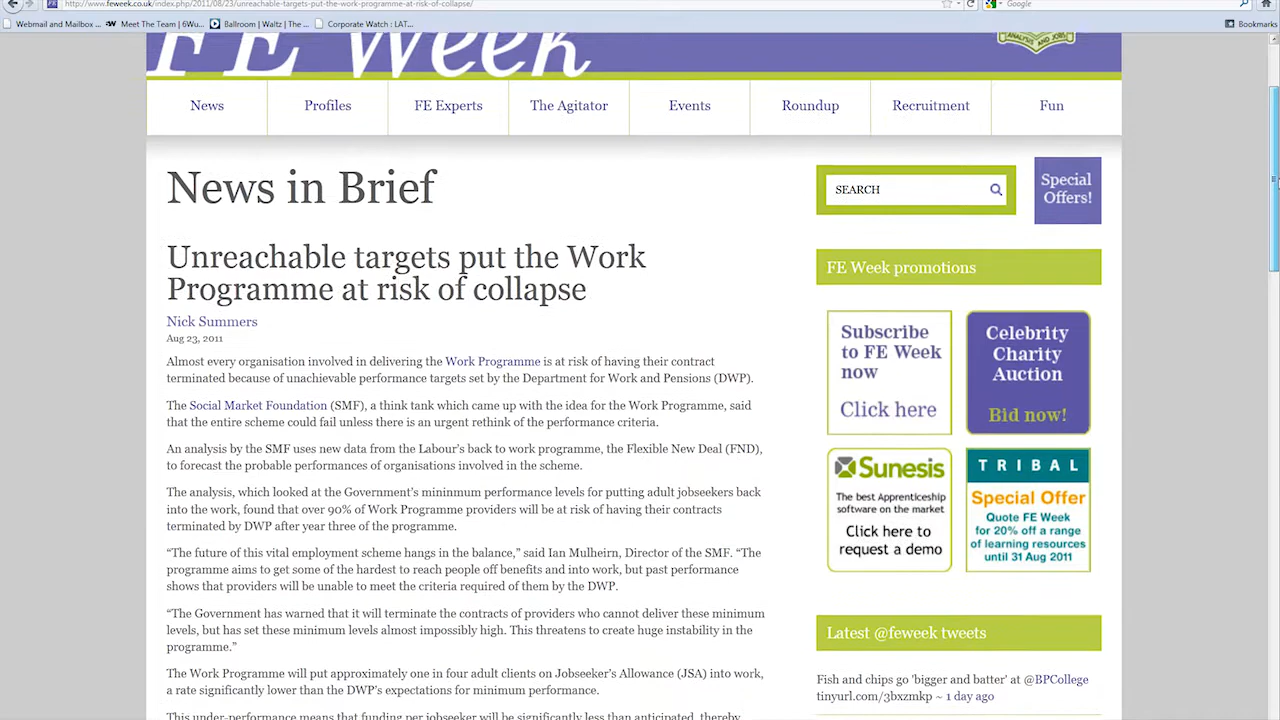 http://www.feweek.co.uk/index.php/2011/08/23/unreachable-targets-put-the-work-programme-at-risk-of-collapse/
Google
Webmail and Mailbox ...
Meet The Team | 6Wu...
Ballroom | Waltz | The ...
Corporate Watch : LAT...
Bookmarks
FE Week
ANALYSIS AND JOBS
News
Profiles
FE Experts
The Agitator
Events
Roundup
Recruitment
Fun
News in Brief
Unreachable targets put the Work
Programme at risk of collapse
Nick Summers
Aug 23, 2011
Almost every organisation involved in delivering the Work Programme is at risk of having their contract
terminated because of unachievable performance targets set by the Department for Work and Pensions (DWP).
The Social Market Foundation (SMF), a think tank which came up with the idea for the Work Programme, said
that the entire scheme could fail unless there is an urgent rethink of the performance criteria.
An analysis by the SMF uses new data from the Labour's back to work programme, the Flexible New Deal (FND),
to forecast the probable performances of organisations involved in the scheme.
The analysis, which looked at the Government's mininmum performance levels for putting adult jobseekers back
into the work, found that over 90% of Work Programme providers will be at risk of having their contracts
terminated by DWP after year three of the programme.
“The future of this vital employment scheme hangs in the balance,” said Ian Mulheirn, Director of the SMF. “The
programme aims to get some of the hardest to reach people off benefits and into work, but past performance
shows that providers will be unable to meet the criteria required of them by the DWP.
“The Government has warned that it will terminate the contracts of providers who cannot deliver these minimum
levels, but has set these minimum levels almost impossibly high. This threatens to create huge instability in the
programme.”
The Work Programme will put approximately one in four adult clients on Jobseeker's Allowance (JSA) into work,
a rate significantly lower than the DWP's expectations for minimum performance.
This under-performance means that funding per jobseeker will be significantly less than anticipated, thereby
SEARCH
Special
Offers!
FE Week promotions
Subscribe
to FE Week
now
Click here
Celebrity
Charity
Auction
Bid now!
Sunesis
The best Apprenticeship
software on the market
Click here to
request a demo
TRIBAL
Special Offer
Quote FE Week
for 20% off a range
of learning resources
until 31 Aug 2011
Latest @feweek tweets
Fish and chips go 'bigger and batter' at @BPCollege
tinyurl.com/3bxzmkp ~ 1 day ago